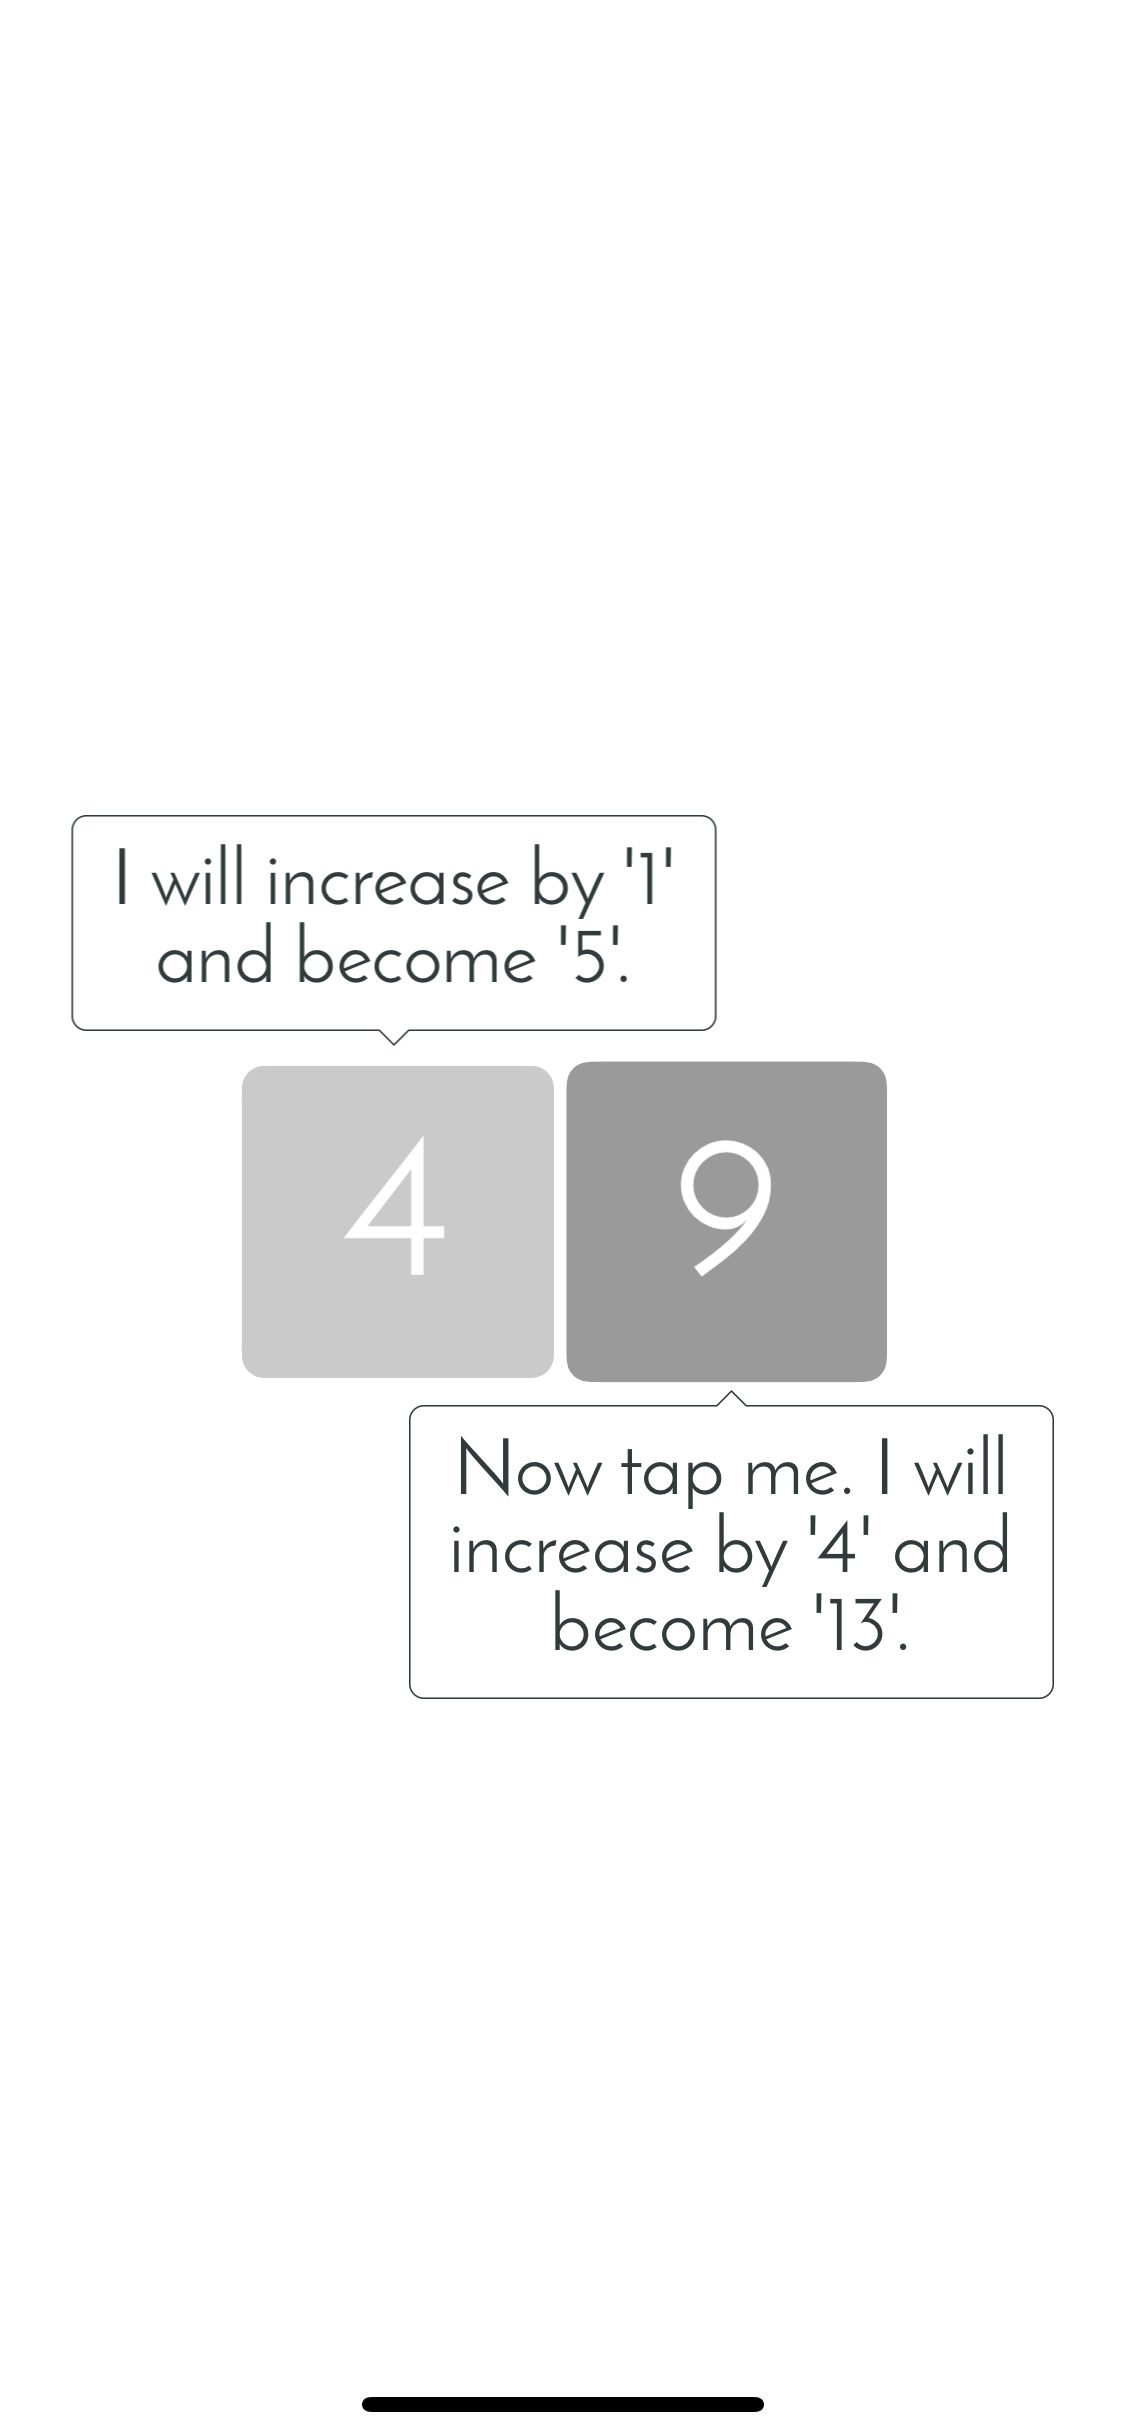 I will increase by '1'
and become '5'.
4 9
Now tap me. I will
increase by '4' and
become '13'.